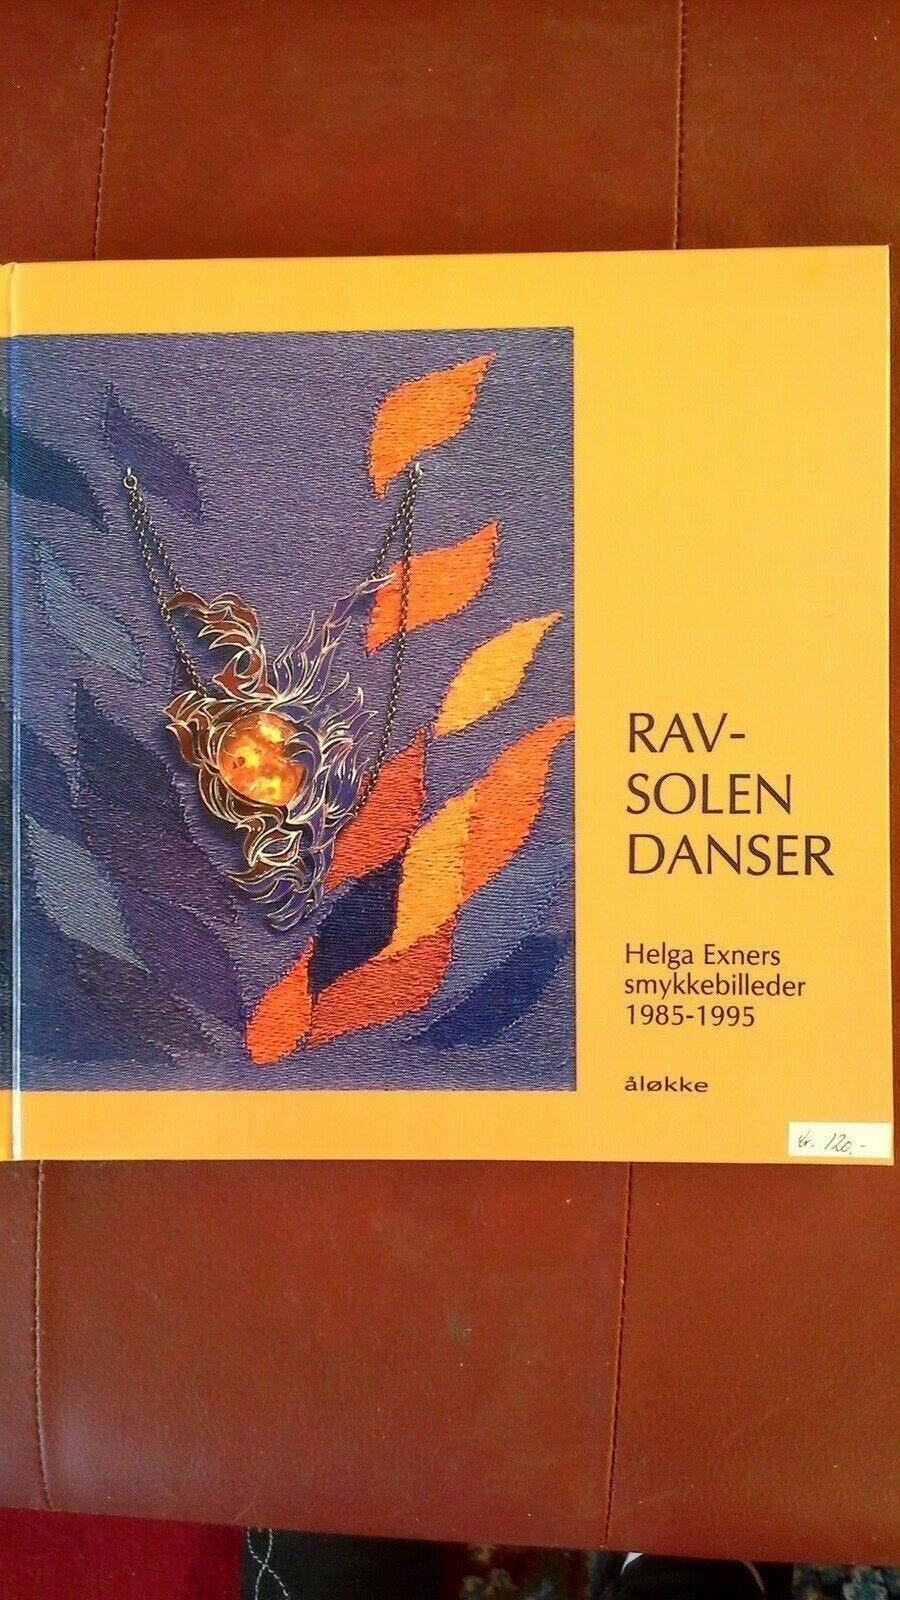 RAV-
SOLEN
DANSER
Helga Exners
smykkebilleder
1985-1995
åløkke
kr. 120,-